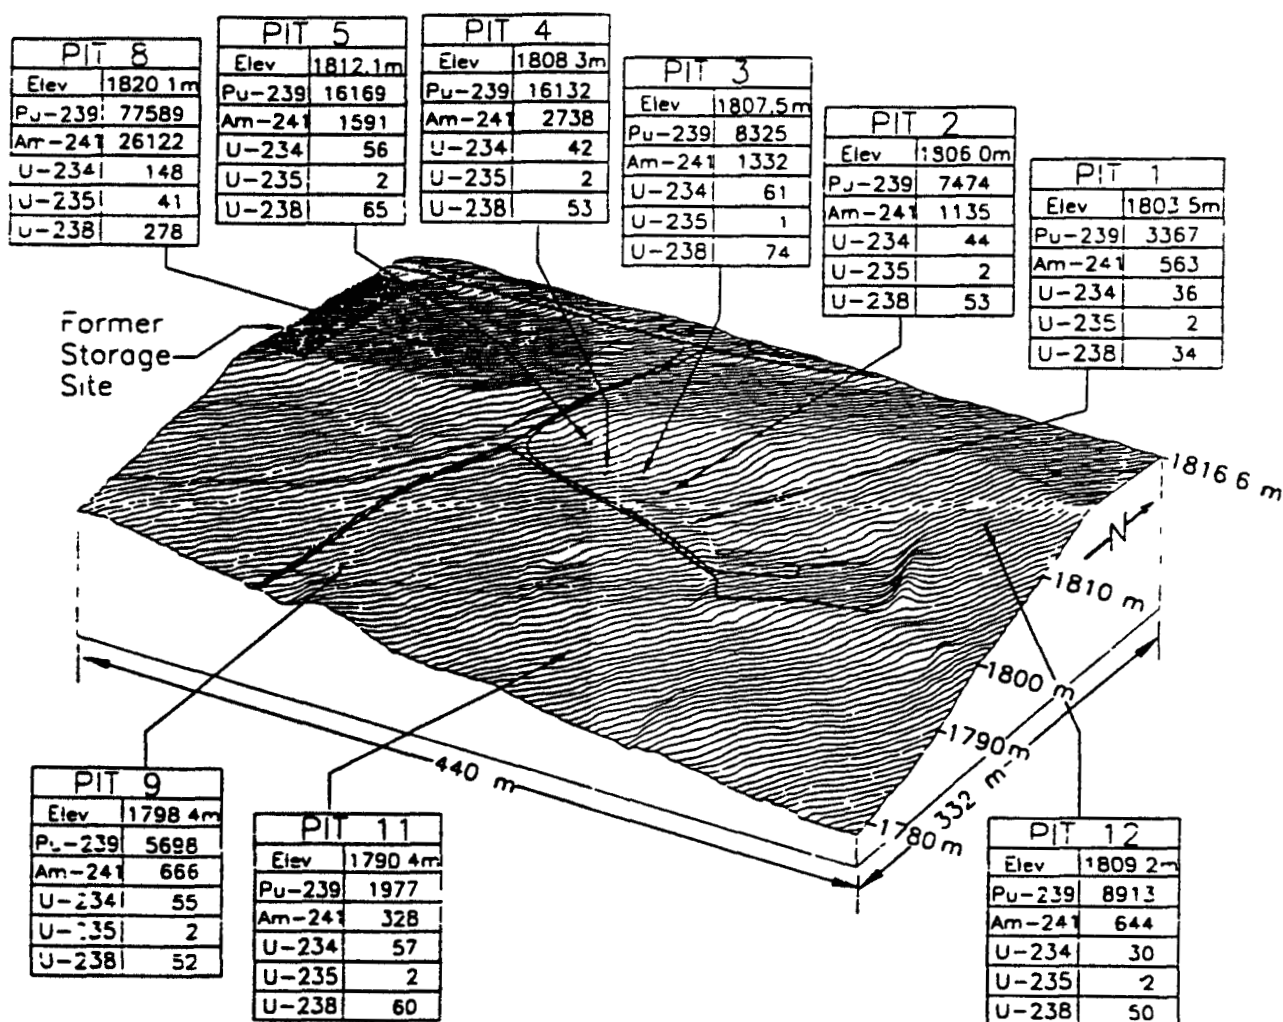 PIT 8
Elev 1820 1m
Pu-239 77589
Am-241 26122
U-234 148
U-235 41
U-238 278
PIT 5
Elev 1812.1m
Pu-239 16169
Am-241 1591
U-234 56
U-235 2
U-238 65
PIT 4
Elev 1808 3m
Pu-239 16132
Am-241 2738
U-234 42
U-235 2
U-238 53
PIT 3
Elev 1807.5m
Pu-239 8325
Am-241 1332
U-234 61
U-235 1
U-238 74
PIT 2
Elev 1806 0m
Pu-239 7474
Am-241 1135
U-234 44
U-235 2
U-238 53
PIT 1
Elev 1803 5m
Pu-239 3367
Am-241 563
U-234 36
U-235 2
U-238 34
Former
Storage
Site
1816 6 m
N
1810 m
1800 m
1790m
1780m
440 m
332 m
PIT 9
Elev 1798 4m
Pu-239 5698
Am-241 666
U-234 55
U-235 2
U-238 52
PIT 11
Elev 1790 4m
Pu-239 1977
Am-241 328
U-234 57
U-235 2
U-238 60
PIT 12
Elev 1809 2m
Pu-239 8913
Am-241 644
U-234 30
U-235 2
U-238 50